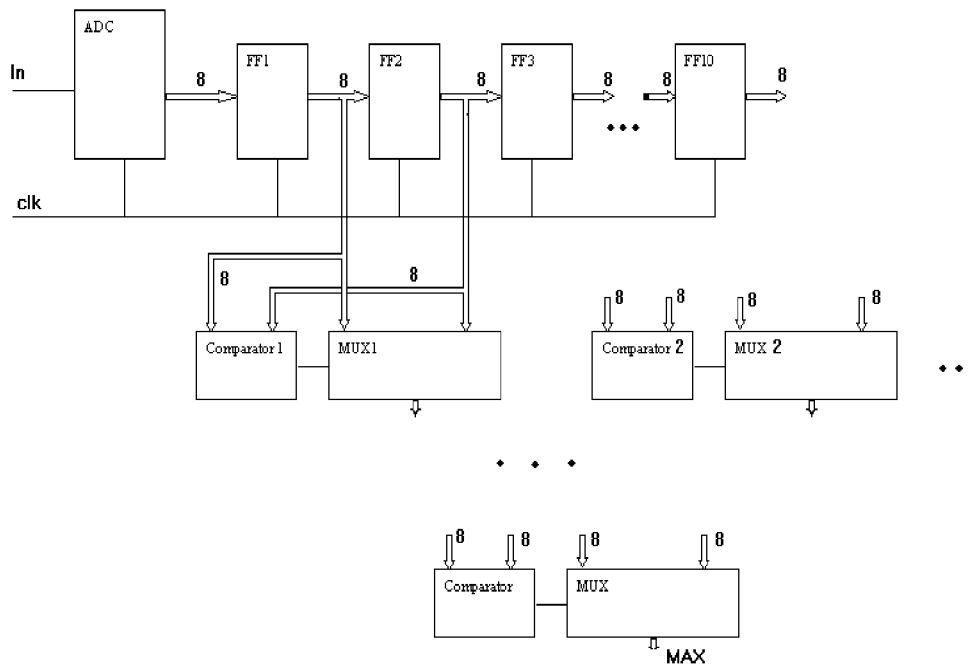 ADC
In
8
FF1
8
FF2
8
FF3
8
8
FF10
8
clk
8
8
Comparator 1
MUX1
8
8
8
8
Comparator 2
MUX 2
8
8
8
8
Comparator
MUX
MAX